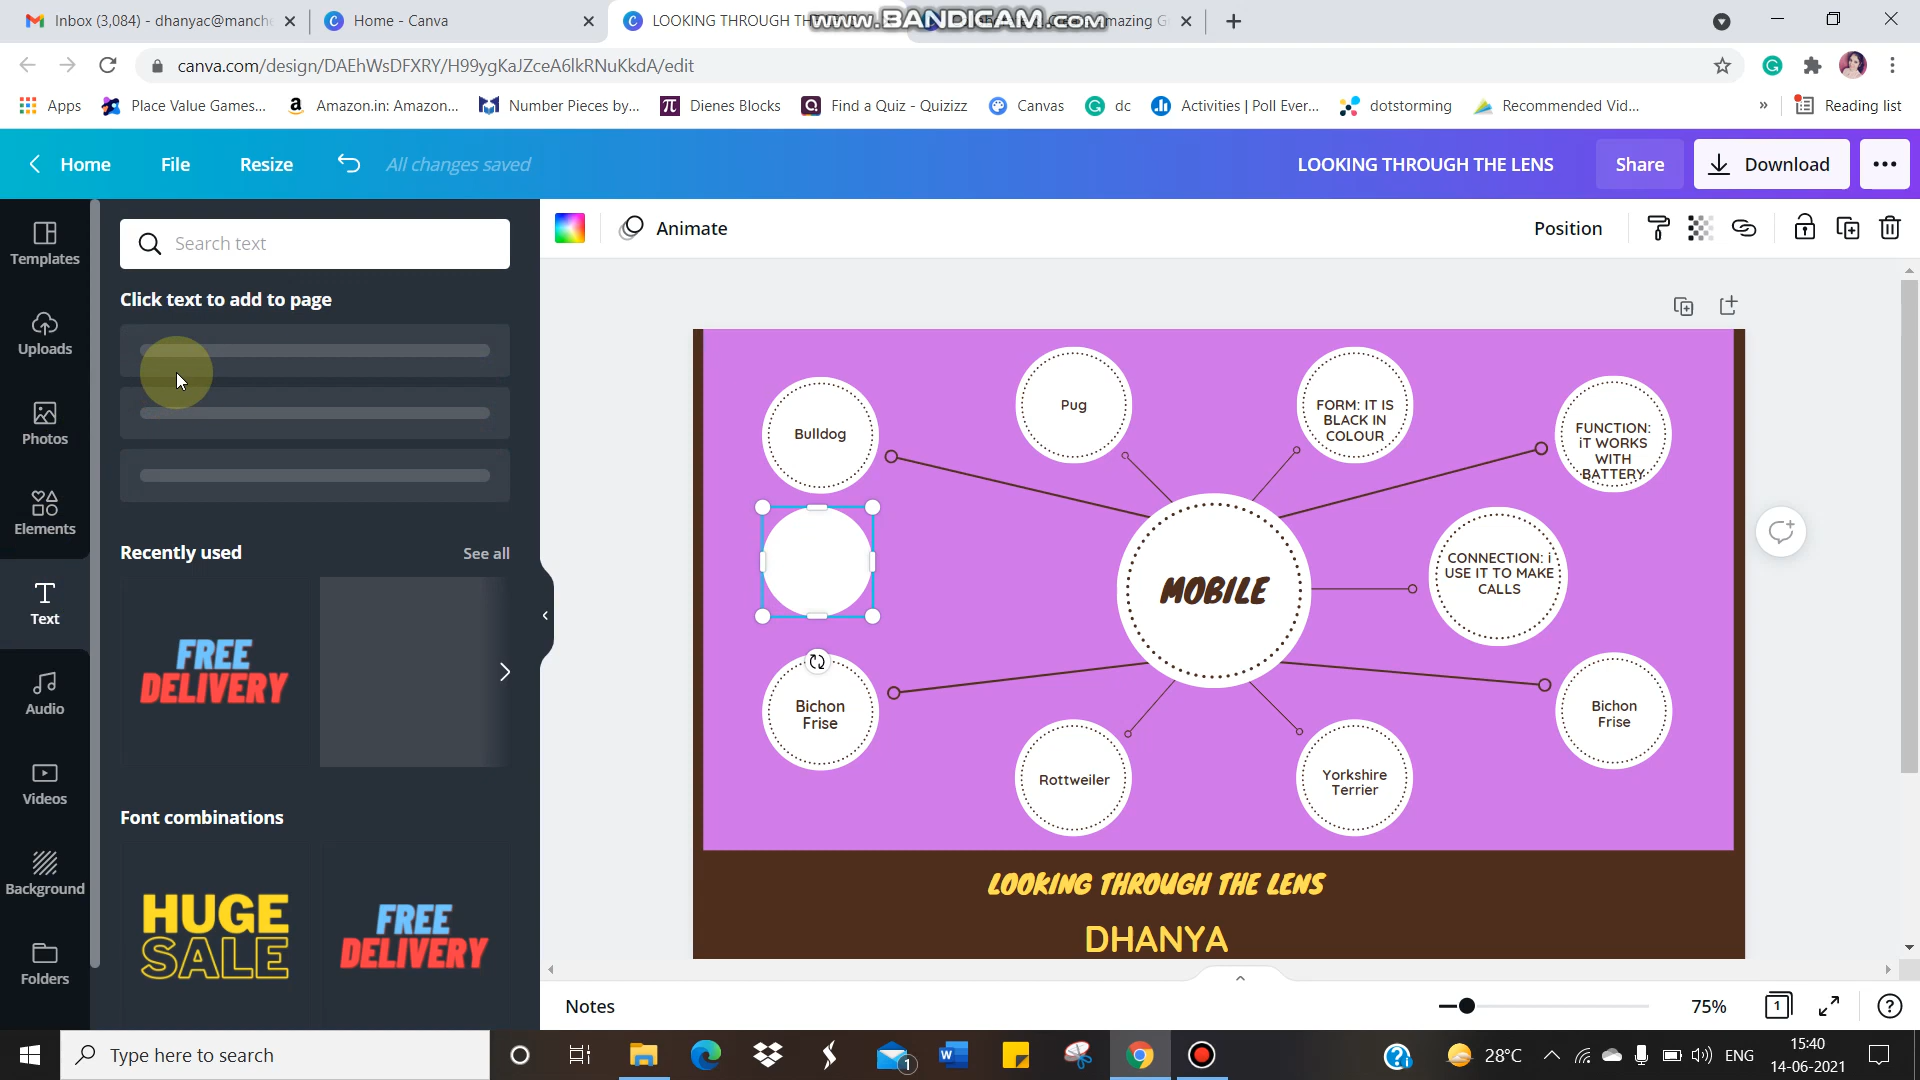 Inbox (3,084) - dhanyac@manche
Home - Canva
LOOKING THROUGH TH
www.BANDICAM.com
amazing G
canva.com/design/DAEhWsDFXRY/H99ygKaJZceA6lkRNuKkdA/edit
Apps
Place Value Games...
Amazon.in: Amazon...
Number Pieces by...
Dienes Blocks
Find a Quiz - Quizizz
Canvas
dc
Activities | Poll Ever...
dotstorming
Recommended Vid...
»
Reading list
Home
File
Resize
All changes saved
LOOKING THROUGH THE LENS
Share
Download
Templates
Uploads
Photos
Elements
Text
Audio
Videos
Background
Folders
Search text
Click text to add to page
Recently used
See all
FREE
DELIVERY
Font combinations
HUGE
SALE
FREE
DELIVERY
Animate
Position
Bulldog
Pug
FORM: IT IS
BLACK IN
COLOUR
FUNCTION:
iT WORKS
WITH
BATTERY
CONNECTION: i
USE IT TO MAKE
CALLS
MOBILE
Bichon
Frise
Rottweiler
Yorkshire
Terrier
Bichon
Frise
LOOKING THROUGH THE LENS
DHANYA
Notes
75%
1
Type here to search
1
28°C
ENG
15:40
14-06-2021